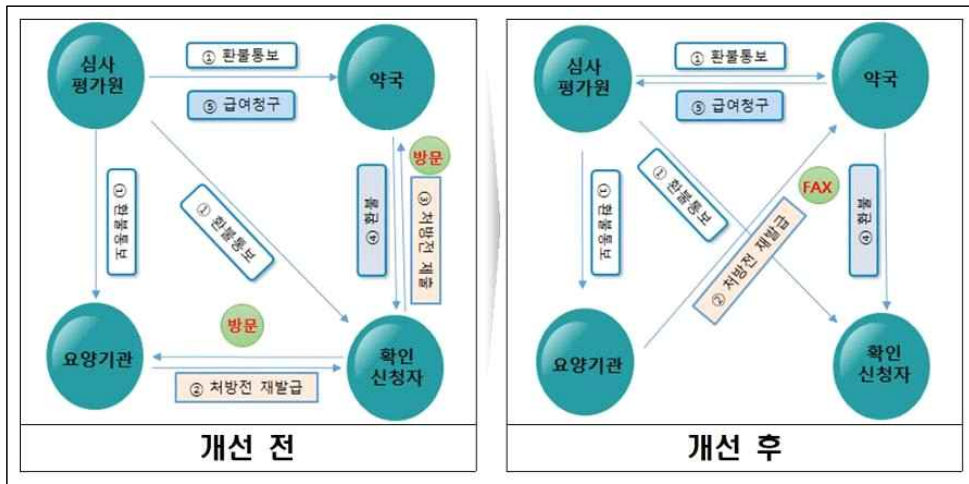 심사
평가원
① 환불통보
약국
⑤ 급여청구
방문
① 환불통보
① 환불통보
④ 환불
③ 처방전 제출
방문
요양기관
② 처방전 재발급
확인
신청자
개선 전
심사
평가원
① 환불통보
약국
⑤ 급여청구
FAX
① 환불통보
① 환불통보
② 처방전 재발급
④ 환불
요양기관
확인
신청자
개선 후